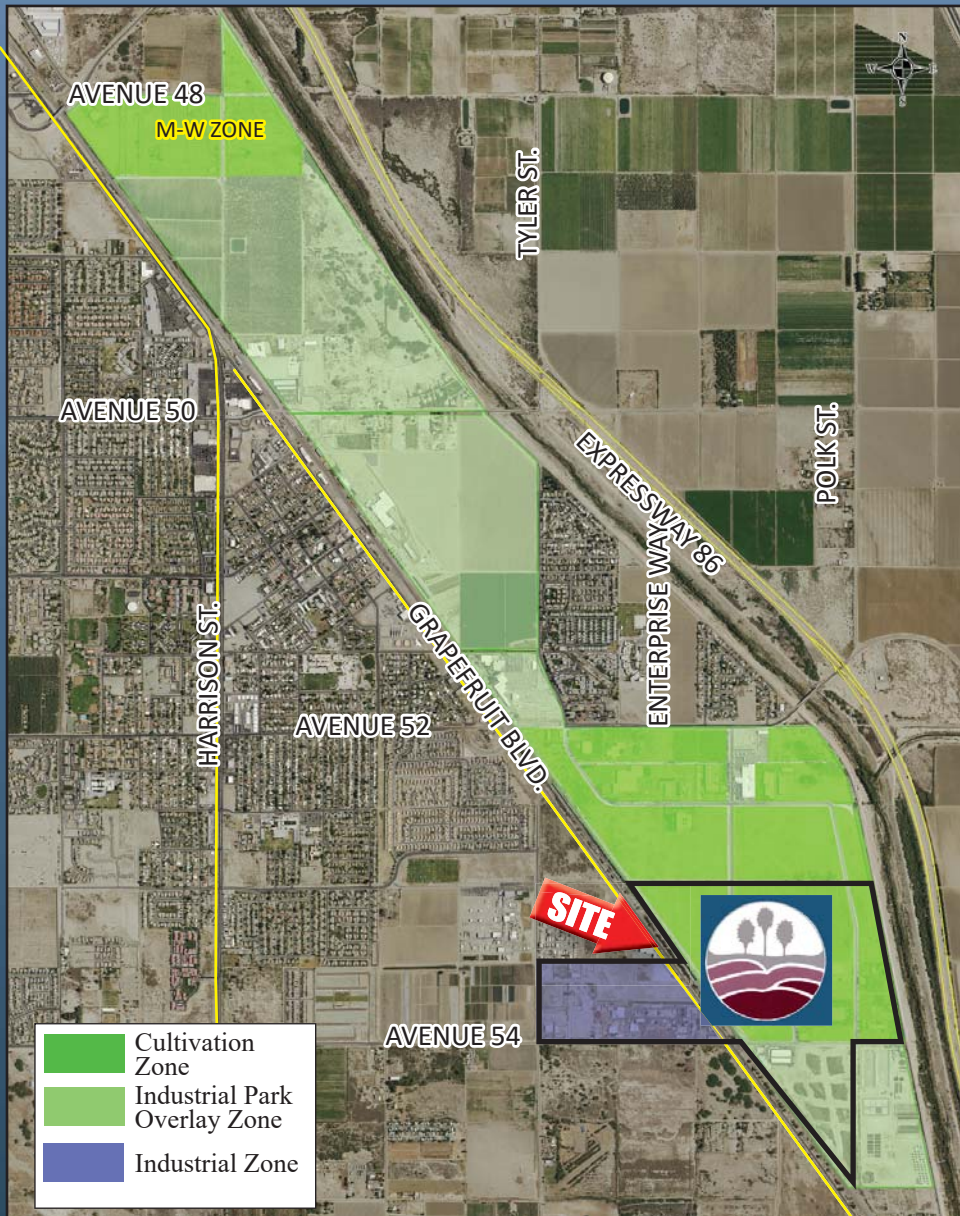 N
W E
S
AVENUE 48
M-W ZONE
TYLER ST.
AVENUE 50
POLK ST.
EXPRESSWAY 86
ENTERPRISE WAY
HARRISON ST.
GRAPEFRUIT BLVD.
AVENUE 52
SITE
AVENUE 54
Cultivation
Zone
Industrial Park
Overlay Zone
Industrial Zone